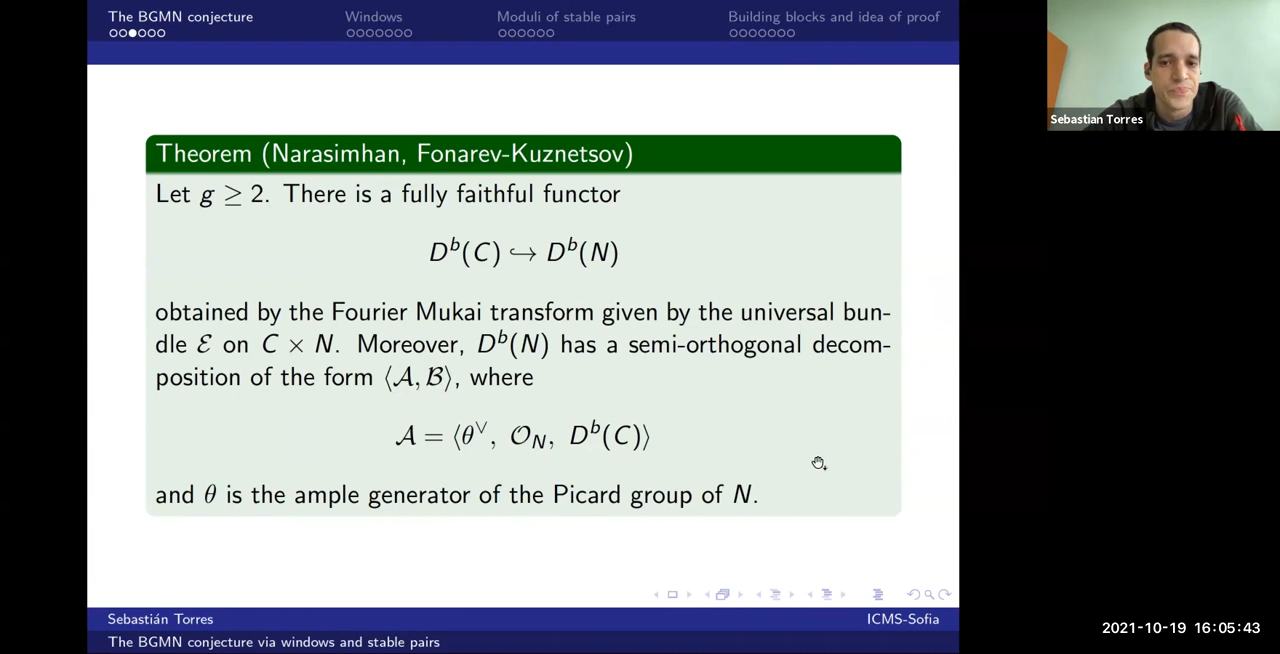 The BGMN conjecture
Windows
Moduli of stable pairs
Building blocks and idea of proof
Sebastian Torres
Theorem (Narasimhan, Fonarev-Kuznetsov)
Let g ≥ 2. There is a fully faithful functor
D^b(C) ↪ D^b(N)
obtained by the Fourier Mukai transform given by the universal bun-
dle ℰ on C × N. Moreover, D^b(N) has a semi-orthogonal decom-
position of the form ⟨𝒜, ℬ⟩, where
𝒜 = ⟨θ^∨, 𝒪_N, D^b(C)⟩
and θ is the ample generator of the Picard group of N.
Sebastián Torres
ICMS-Sofia
The BGMN conjecture via windows and stable pairs
2021-10-19 16:05:43